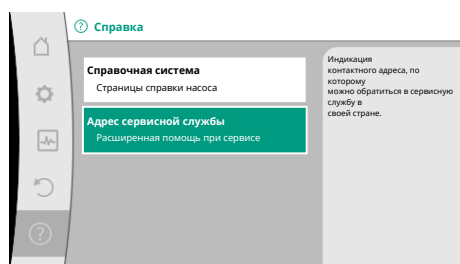 Справка
Справочная система
Страницы справки насоса
Адрес сервисной службы
Расширенная помощь при сервисе
Индикация
контактного адреса, по
которому
можно обратиться в сервисную
службу в
своей стране.